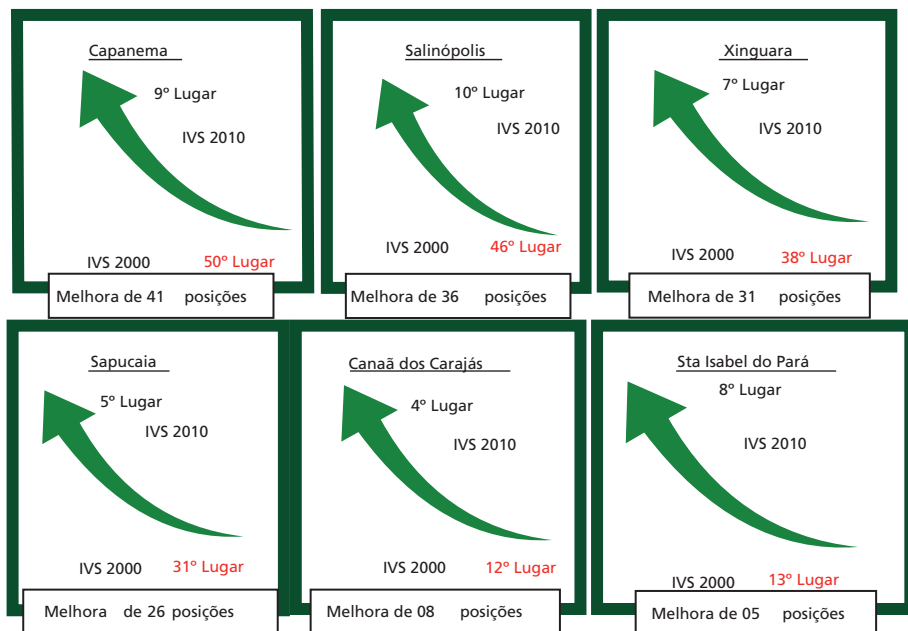 Capanema
9º Lugar
IVS 2010
IVS 2000 50º Lugar
Melhora de 41 posições
Salinópolis
10º Lugar
IVS 2010
IVS 2000 46º Lugar
Melhora de 36 posições
Xinguara
7º Lugar
IVS 2010
IVS 2000 38º Lugar
Melhora de 31 posições
Sapucaia
5º Lugar
IVS 2010
IVS 2000 31º Lugar
Melhora de 26 posições
Canaã dos Carajás
4º Lugar
IVS 2010
IVS 2000 12º Lugar
Melhora de 08 posições
Sta Isabel do Pará
8º Lugar
IVS 2010
IVS 2000 13º Lugar
Melhora de 05 posições